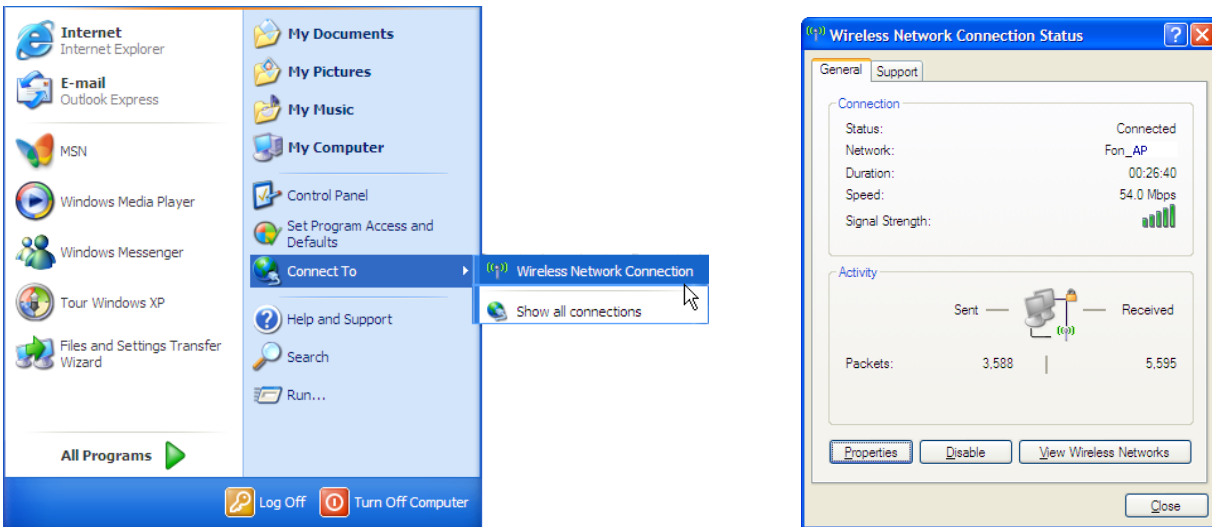 Internet
Internet Explorer
E-mail
Outlook Express
MSN
Windows Media Player
Windows Messenger
Tour Windows XP
Files and Settings Transfer
Wizard
All Programs
My Documents
My Pictures
My Music
My Computer
Control Panel
Set Program Access and
Defaults
Connect To
Help and Support
Search
Run...
Wireless Network Connection
Show all connections
Log Off Turn Off Computer
Wireless Network Connection Status
General Support
Connection
Status: Connected
Network: Fon_AP
Duration: 00:26:40
Speed: 54.0 Mbps
Signal Strength:
Activity
Sent Received
Packets: 3,588 5,595
Properties Disable View Wireless Networks
Close